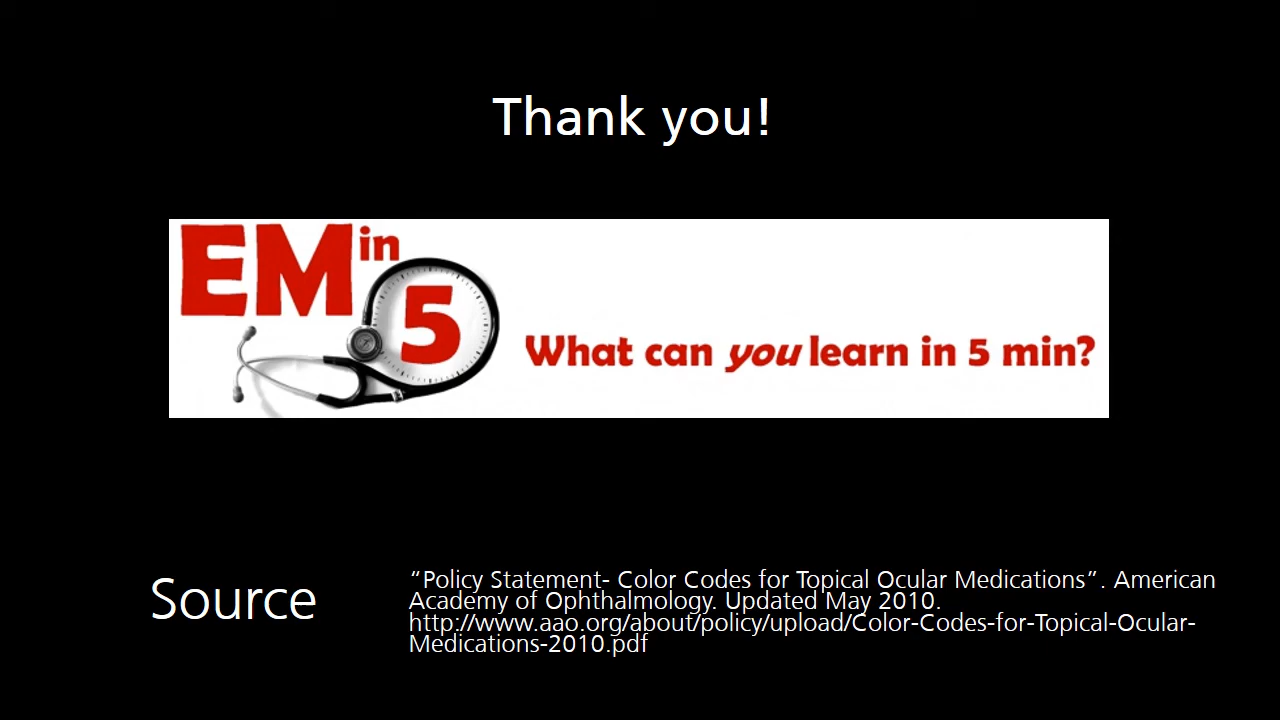 Thank you!
EM in 5
What can you learn in 5 min?
Source
“Policy Statement- Color Codes for Topical Ocular Medications”. American
Academy of Ophthalmology. Updated May 2010.
http://www.aao.org/about/policy/upload/Color-Codes-for-Topical-Ocular-
Medications-2010.pdf